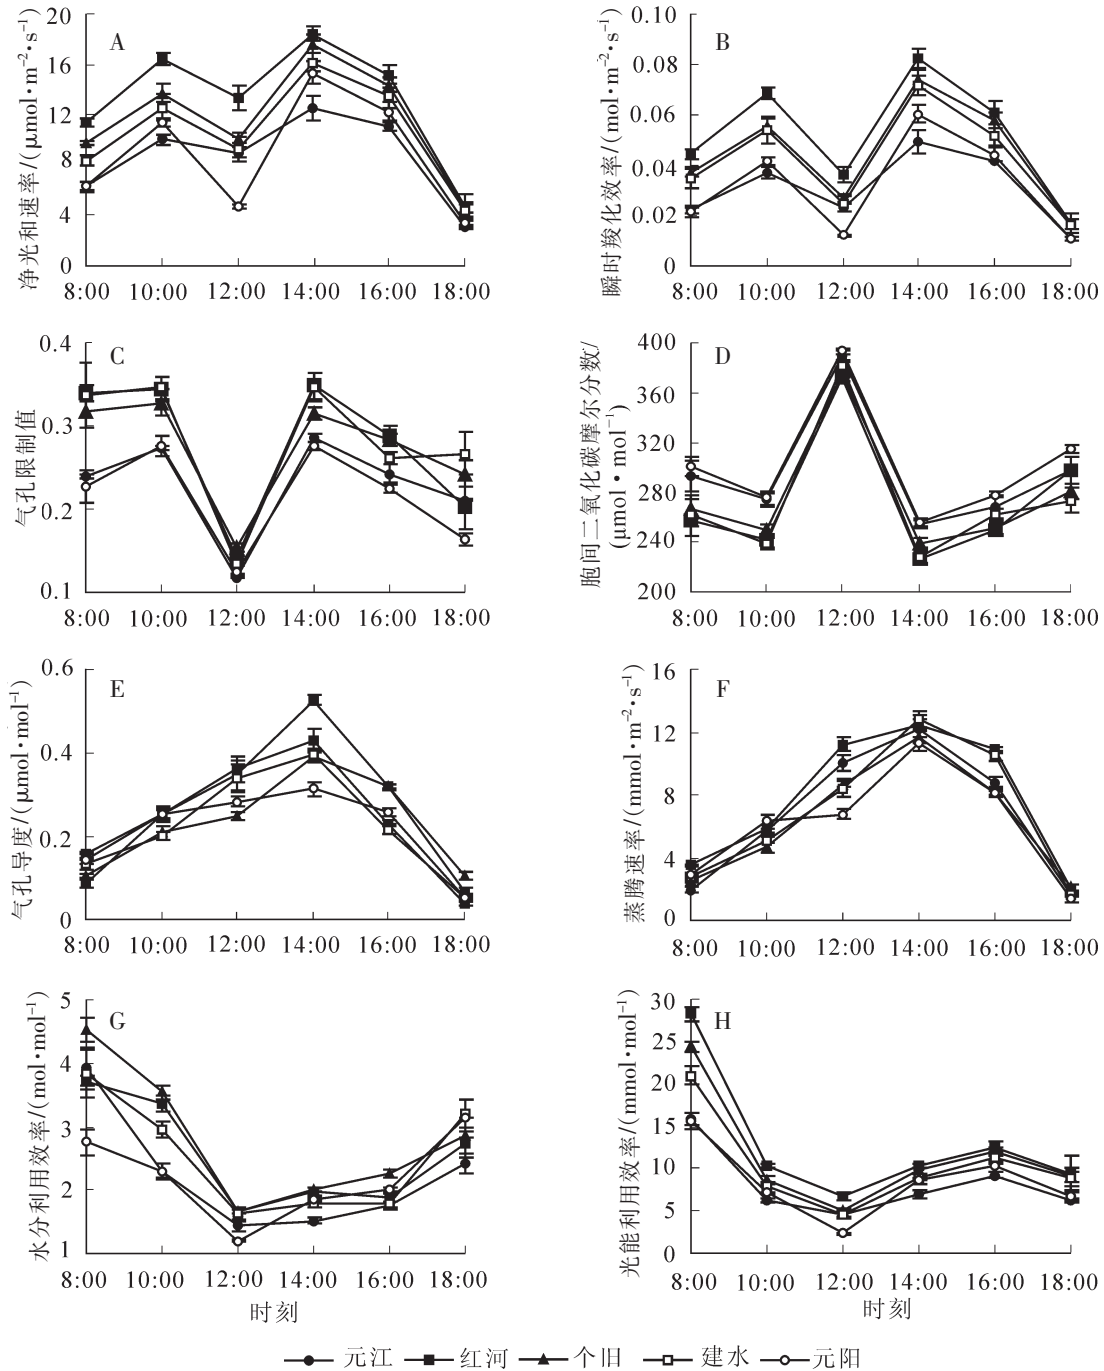 A
净光和速率/(μmol·m⁻²·s⁻¹)
20
16
12
8
4
0
8:00 10:00 12:00 14:00 16:00 18:00
B
瞬时羧化效率/(mol·m⁻²·s⁻¹)
0.10
0.08
0.06
0.04
0.02
0
8:00 10:00 12:00 14:00 16:00 18:00
C
气孔限制值
0.4
0.3
0.2
0.1
8:00 10:00 12:00 14:00 16:00 18:00
D
胞间二氧化碳摩尔分数/
(μmol·mol⁻¹)
400
360
320
280
240
200
8:00 10:00 12:00 14:00 16:00 18:00
E
气孔导度/(μmol·mol⁻¹)
0.6
0.4
0.2
0
8:00 10:00 12:00 14:00 16:00 18:00
F
蒸腾速率/(mmol·m⁻²·s⁻¹)
16
12
8
4
0
8:00 10:00 12:00 14:00 16:00 18:00
G
水分利用效率/(mol·mol⁻¹)
5
4
3
2
1
8:00 10:00 12:00 14:00 16:00 18:00
时刻
H
光能利用效率/(mmol·mol⁻¹)
30
25
20
15
10
5
0
8:00 10:00 12:00 14:00 16:00 18:00
时刻
元江 红河 个旧 建水 元阳